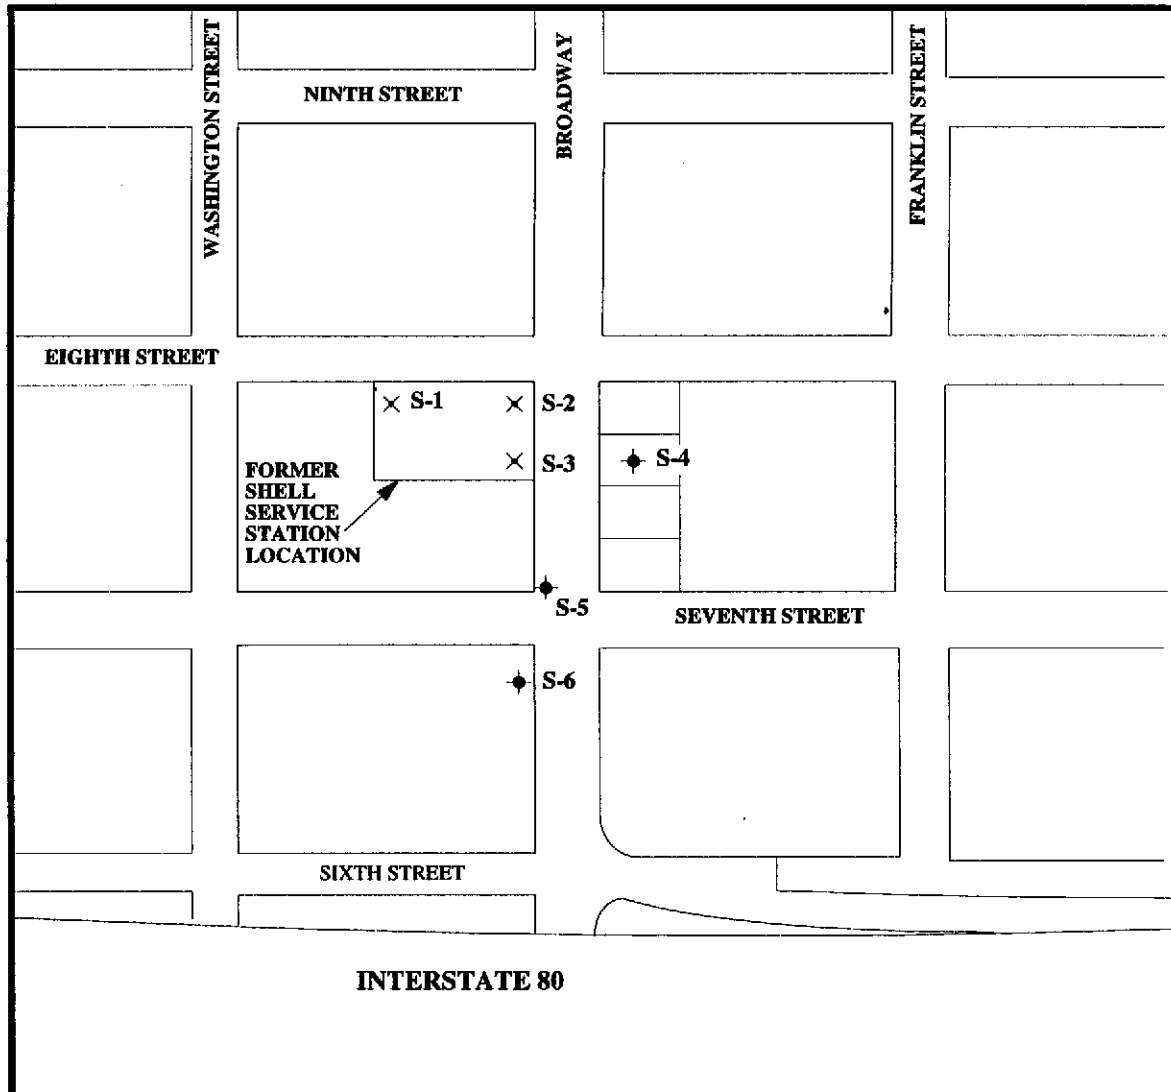 WASHINGTON STREET
BROADWAY
FRANKLIN STREET
NINTH STREET
EIGHTH STREET
S-1
S-2
S-3
S-4
FORMER
SHELL
SERVICE
STATION
LOCATION
S-5
SEVENTH STREET
S-6
SIXTH STREET
INTERSTATE 80